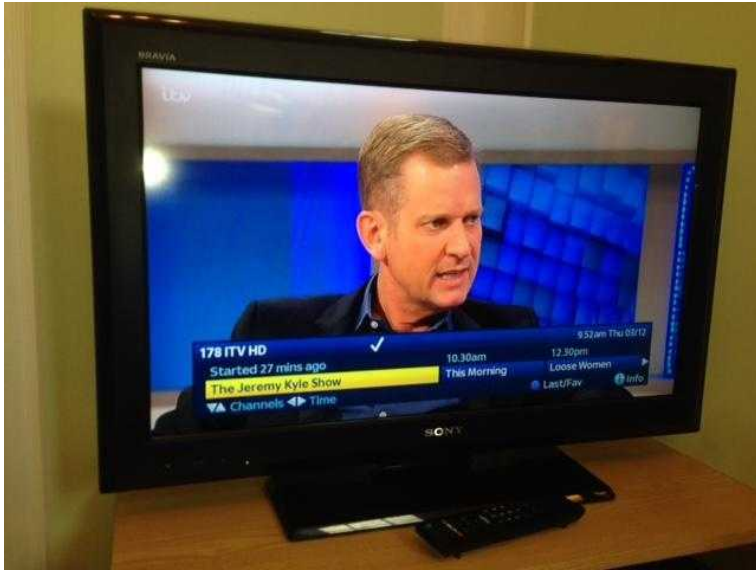 BRAVIA
itv
9.52am Thu 03/12
178 ITV HD
Started 27 mins ago
10.30am
12.30pm
The Jeremy Kyle Show
This Morning
Loose Women
Channels Time
Last/Fav
i Info
SONY